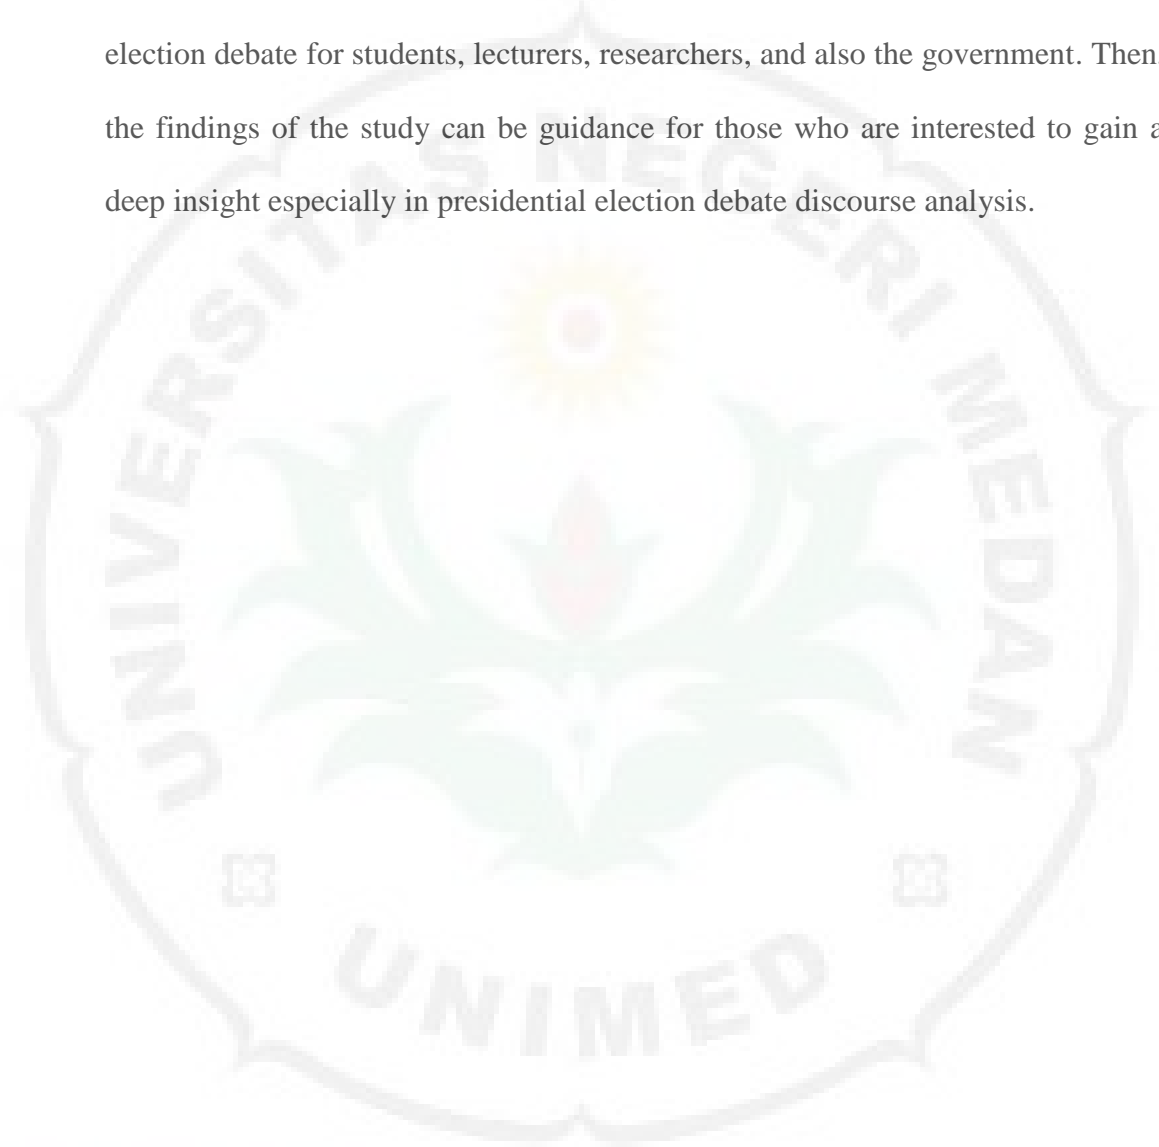 election debate for students, lecturers, researchers, and also the government. Then
the findings of the study can be guidance for those who are interested to gain a
deep insight especially in presidential election debate discourse analysis.
UNIVERSITAS NEGERI MEDAN
UNIMED